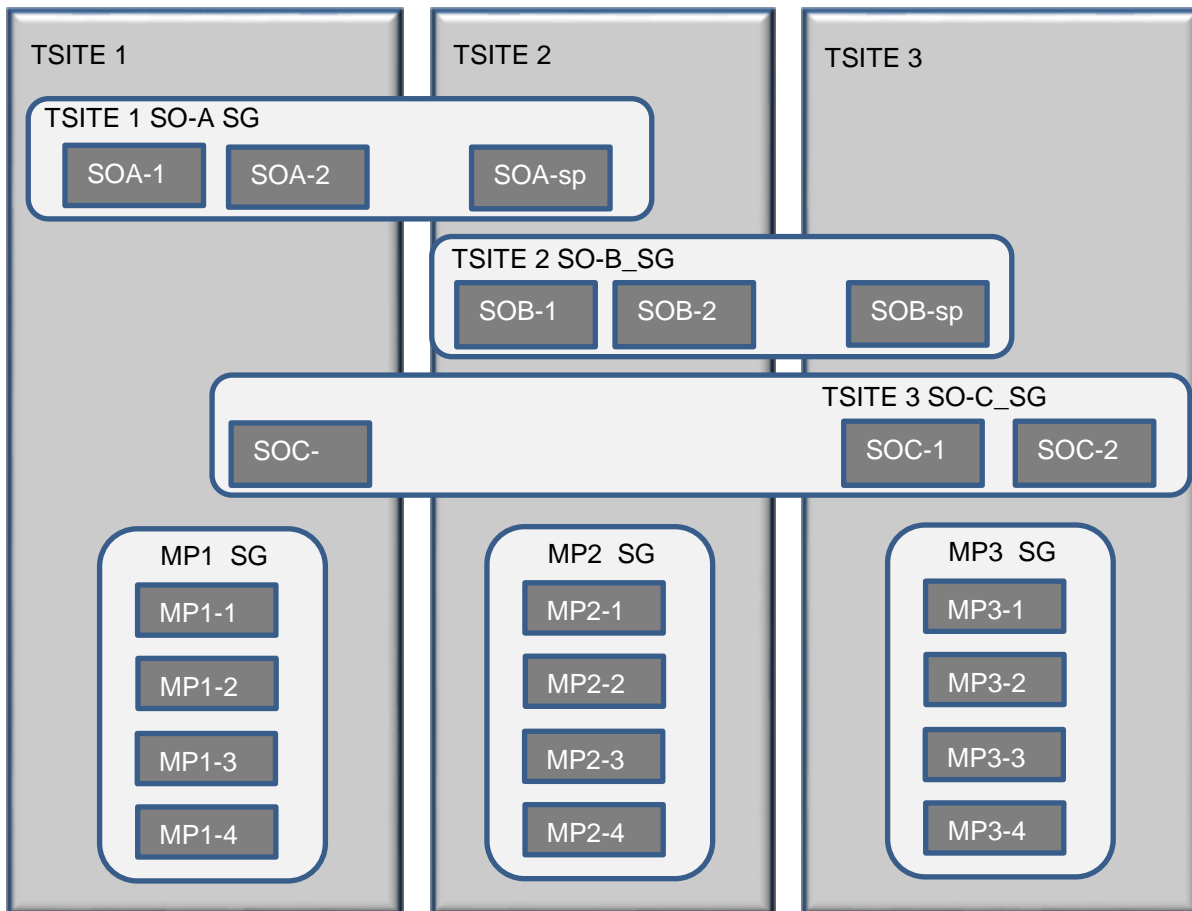 TSITE 1
TSITE 2
TSITE 3
TSITE 1 SO-A SG
SOA-1
SOA-2
SOA-sp
TSITE 2 SO-B_SG
SOB-1
SOB-2
SOB-sp
TSITE 3 SO-C_SG
SOC-
SOC-1
SOC-2
MP1 SG
MP1-1
MP1-2
MP1-3
MP1-4
MP2 SG
MP2-1
MP2-2
MP2-3
MP2-4
MP3 SG
MP3-1
MP3-2
MP3-3
MP3-4